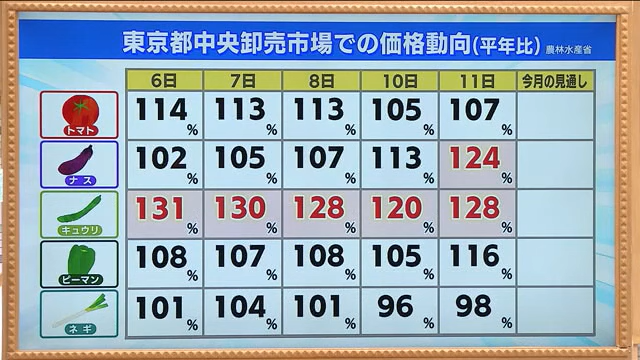 東京都中央卸売市場での価格動向(平年比) 農林水産省
6日 7日 8日 10日 11日 今月の見通し
トマト 114% 113% 113% 105% 107%
ナス 102% 105% 107% 113% 124%
キュウリ 131% 130% 128% 120% 128%
ピーマン 108% 107% 108% 105% 116%
ネギ 101% 104% 101% 96% 98%